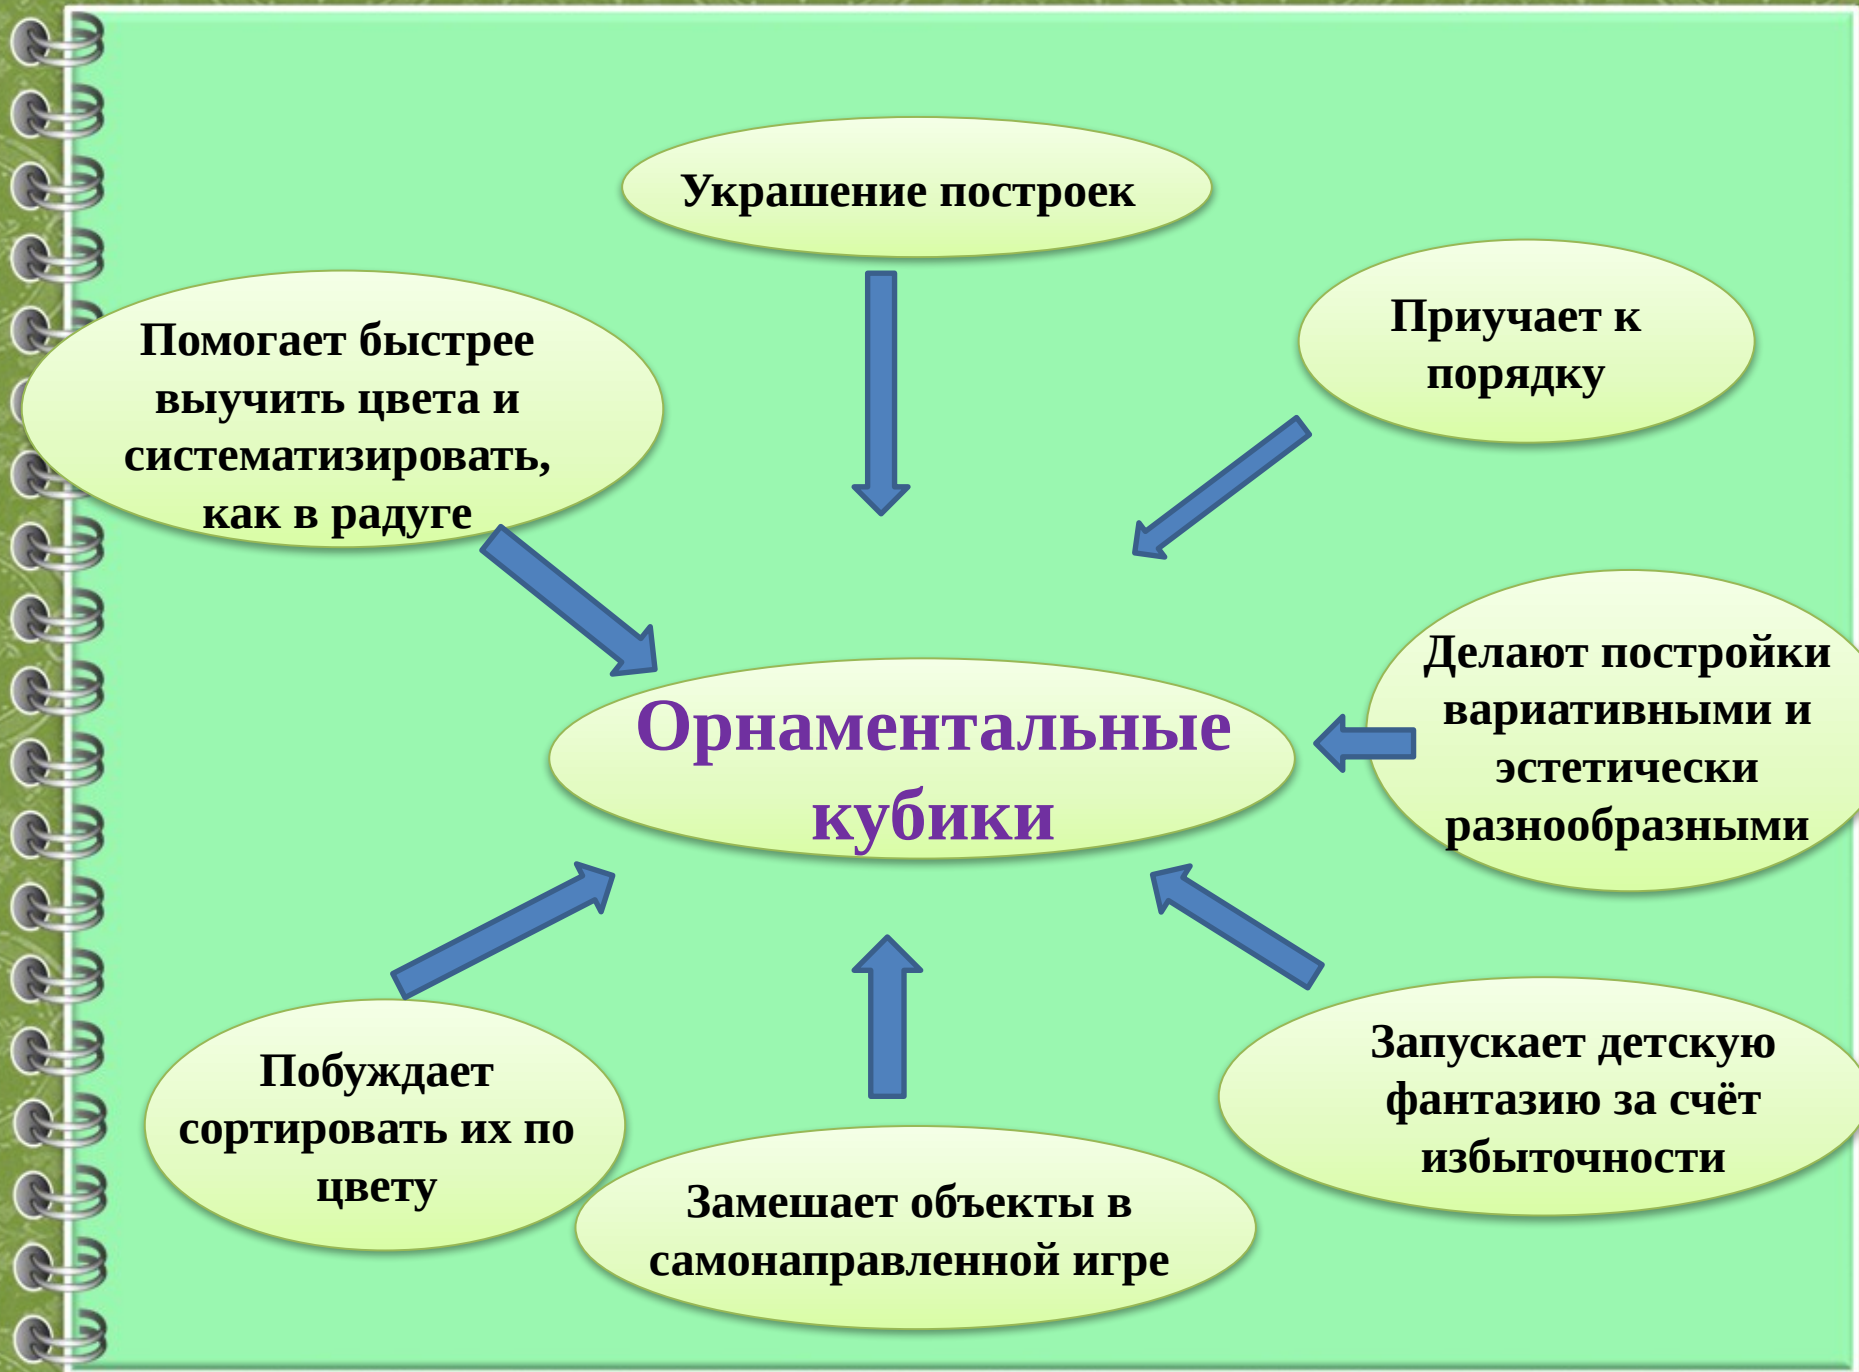 Украшение построек
Приучает к
порядку
Помогает быстрее
выучить цвета и
систематизировать,
как в радуге
Делают постройки
вариативными и
эстетически
разнообразными
Орнаментальные
кубики
Запускает детскую
фантазию за счёт
избыточности
Побуждает
сортировать их по
цвету
Замешает объекты в
самонаправленной игре